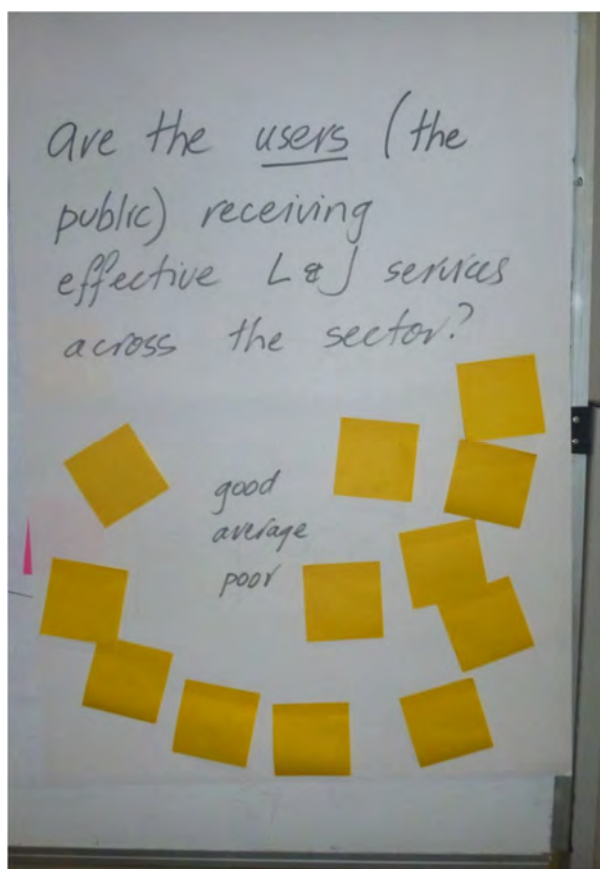 are the users (the
public) receiving
effective L & J services
across the sector?
good
average
poor